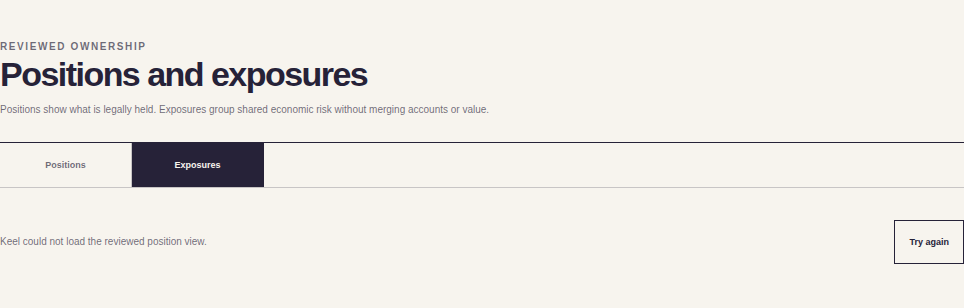 REVIEWED OWNERSHIP
Positions and exposures
Positions show what is legally held. Exposures group shared economic risk without merging accounts or value.
Positions
Exposures
Keel could not load the reviewed position view.
Try again